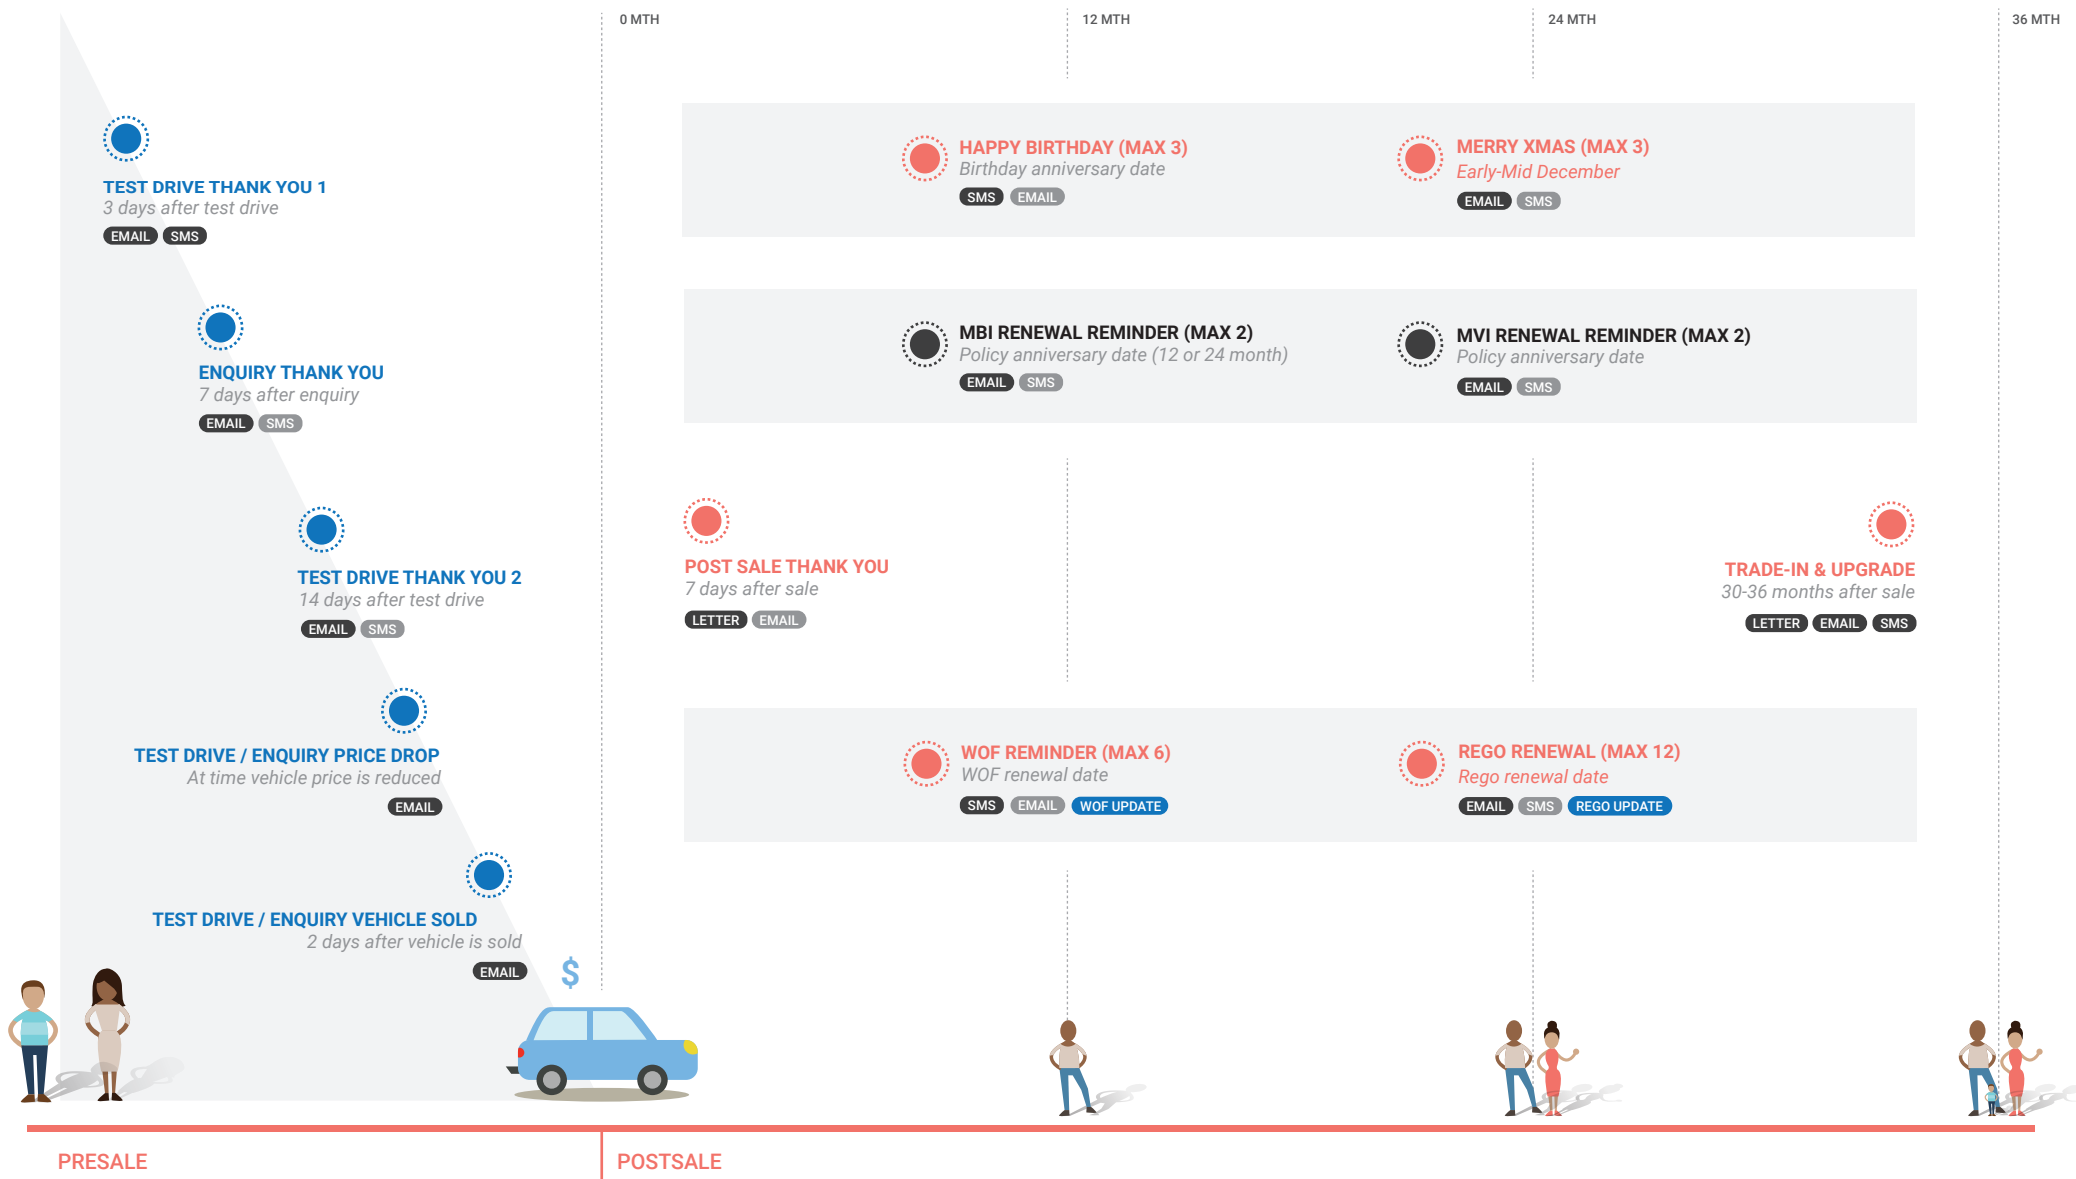 0 MTH
12 MTH
24 MTH
36 MTH
TEST DRIVE THANK YOU 1
3 days after test drive
EMAIL SMS
ENQUIRY THANK YOU
7 days after enquiry
EMAIL SMS
TEST DRIVE THANK YOU 2
14 days after test drive
EMAIL SMS
TEST DRIVE / ENQUIRY PRICE DROP
At time vehicle price is reduced
EMAIL
TEST DRIVE / ENQUIRY VEHICLE SOLD
2 days after vehicle is sold
EMAIL
$
HAPPY BIRTHDAY (MAX 3)
Birthday anniversary date
SMS EMAIL
MERRY XMAS (MAX 3)
Early-Mid December
EMAIL SMS
MBI RENEWAL REMINDER (MAX 2)
Policy anniversary date (12 or 24 month)
EMAIL SMS
MVI RENEWAL REMINDER (MAX 2)
Policy anniversary date
EMAIL SMS
POST SALE THANK YOU
7 days after sale
LETTER EMAIL
TRADE-IN & UPGRADE
30-36 months after sale
LETTER EMAIL SMS
WOF REMINDER (MAX 6)
WOF renewal date
SMS EMAIL WOF UPDATE
REGO RENEWAL (MAX 12)
Rego renewal date
EMAIL SMS REGO UPDATE
PRESALE
POSTSALE